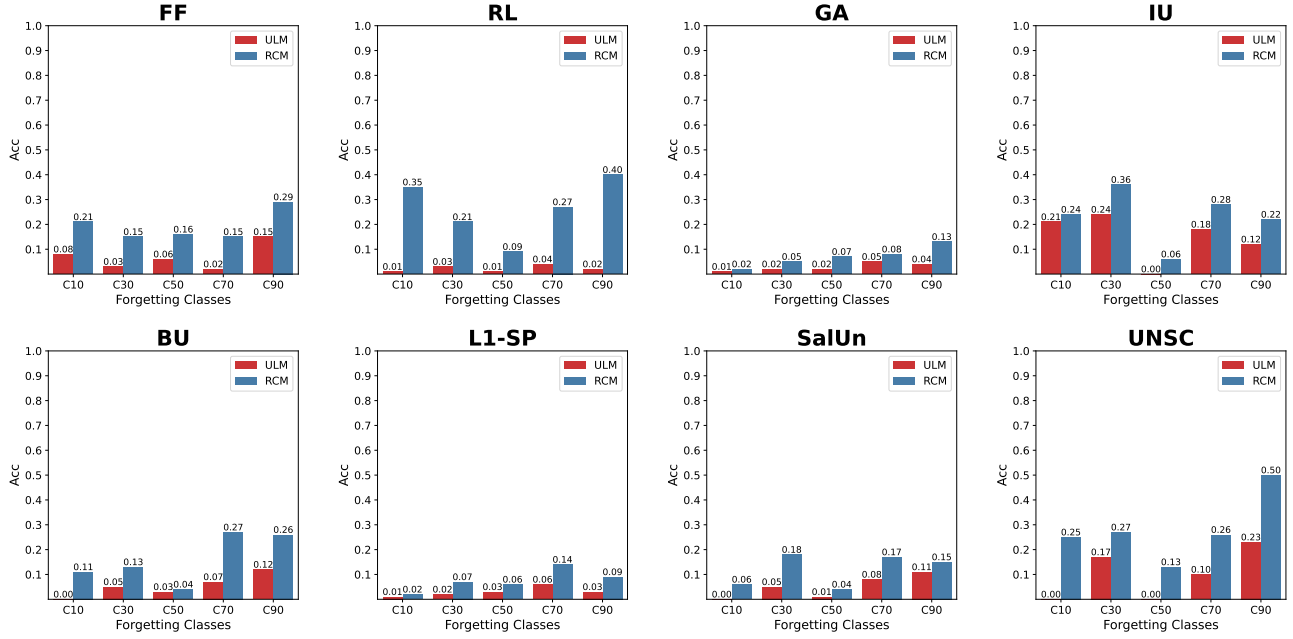 FF
RL
GA
IU
1.0
0.9
0.8
0.7
0.6
0.5
0.4
0.3
0.2
0.1
Acc
ULM
RCM
0.08 0.21 0.03 0.15 0.06 0.16 0.02 0.15 0.15 0.29
C10 C30 C50 C70 C90
Forgetting Classes
1.0
0.9
0.8
0.7
0.6
0.5
0.4
0.3
0.2
0.1
Acc
ULM
RCM
0.01 0.35 0.03 0.21 0.01 0.09 0.04 0.27 0.02 0.40
C10 C30 C50 C70 C90
Forgetting Classes
1.0
0.9
0.8
0.7
0.6
0.5
0.4
0.3
0.2
0.1
Acc
ULM
RCM
0.01 0.02 0.02 0.05 0.02 0.07 0.05 0.08 0.04 0.13
C10 C30 C50 C70 C90
Forgetting Classes
1.0
0.9
0.8
0.7
0.6
0.5
0.4
0.3
0.2
0.1
Acc
ULM
RCM
0.21 0.24 0.24 0.36 0.00 0.06 0.18 0.28 0.12 0.22
C10 C30 C50 C70 C90
Forgetting Classes
BU
L1-SP
SalUn
UNSC
1.0
0.9
0.8
0.7
0.6
0.5
0.4
0.3
0.2
0.1
Acc
ULM
RCM
0.00 0.11 0.05 0.13 0.03 0.04 0.07 0.27 0.12 0.26
C10 C30 C50 C70 C90
Forgetting Classes
1.0
0.9
0.8
0.7
0.6
0.5
0.4
0.3
0.2
0.1
Acc
ULM
RCM
0.01 0.02 0.02 0.07 0.03 0.06 0.06 0.14 0.03 0.09
C10 C30 C50 C70 C90
Forgetting Classes
1.0
0.9
0.8
0.7
0.6
0.5
0.4
0.3
0.2
0.1
Acc
ULM
RCM
0.00 0.06 0.05 0.18 0.01 0.04 0.08 0.17 0.11 0.15
C10 C30 C50 C70 C90
Forgetting Classes
1.0
0.9
0.8
0.7
0.6
0.5
0.4
0.3
0.2
0.1
Acc
ULM
RCM
0.00 0.25 0.17 0.27 0.00 0.13 0.10 0.26 0.23 0.50
C10 C30 C50 C70 C90
Forgetting Classes